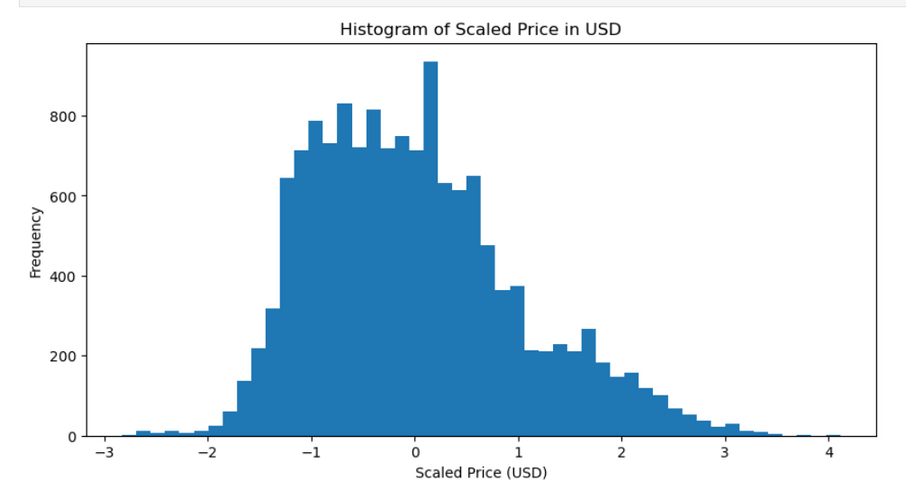 Histogram of Scaled Price in USD
800
600
400
200
0
Frequency
−3 −2 −1 0 1 2 3 4
Scaled Price (USD)